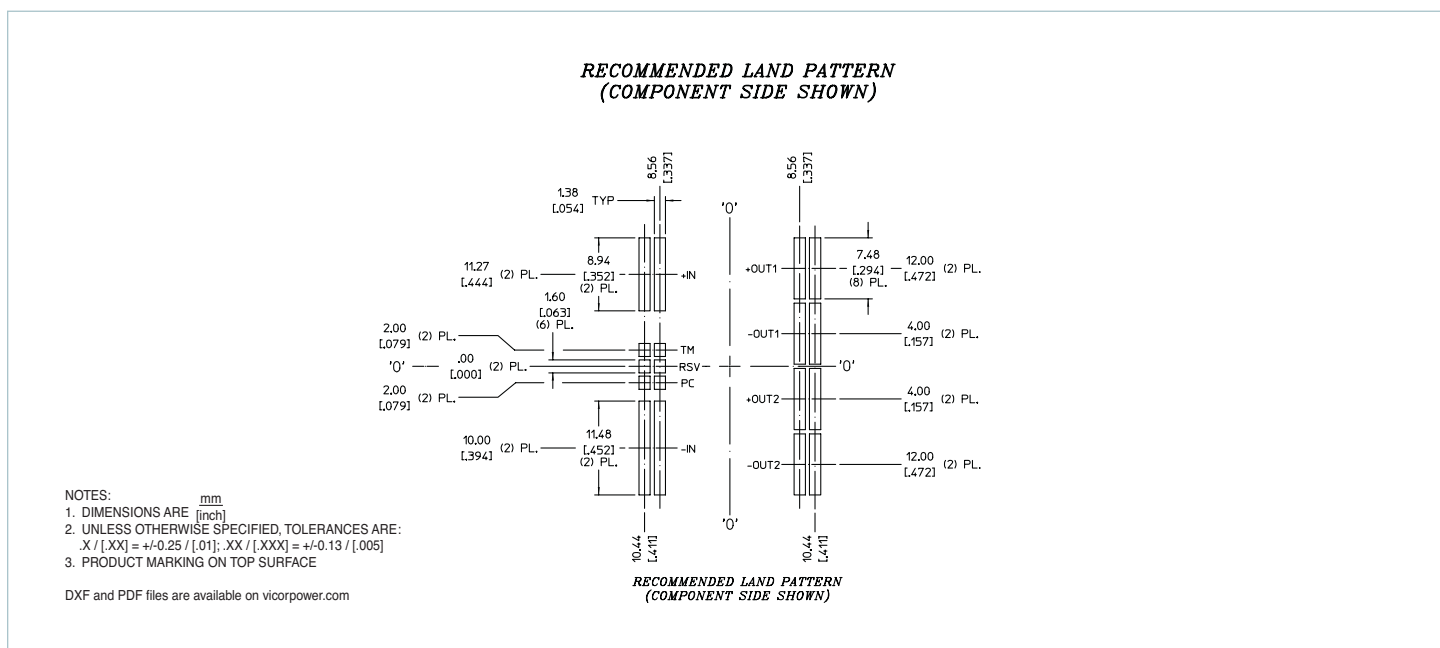 RECOMMENDED LAND PATTERN
(COMPONENT SIDE SHOWN)
8.56
[.337]
8.56
[.337]
1.38
[.054]
TYP
'0'
11.27
[.444]
(2) PL.
8.94
[.352]
(2) PL.
+IN
+OUT1
7.48
[.294]
(8) PL.
12.00
[.472]
(2) PL.
1.60
[.063]
(6) PL.
2.00
[.079]
(2) PL.
TM
-OUT1
4.00
[.157]
(2) PL.
'0'
.00
[.000]
(2) PL.
RSV
'0'
2.00
[.079]
(2) PL.
PC
+OUT2
4.00
[.157]
(2) PL.
10.00
[.394]
(2) PL.
11.48
[.452]
(2) PL.
-IN
-OUT2
12.00
[.472]
(2) PL.
'0'
10.44
[.411]
10.44
[.411]
RECOMMENDED LAND PATTERN
(COMPONENT SIDE SHOWN)
NOTES:
1. DIMENSIONS ARE mm
[inch]
2. UNLESS OTHERWISE SPECIFIED, TOLERANCES ARE:
.X / [.XX] = +/-0.25 / [.01]; .XX / [.XXX] = +/-0.13 / [.005]
3. PRODUCT MARKING ON TOP SURFACE
DXF and PDF files are available on vicorpower.com